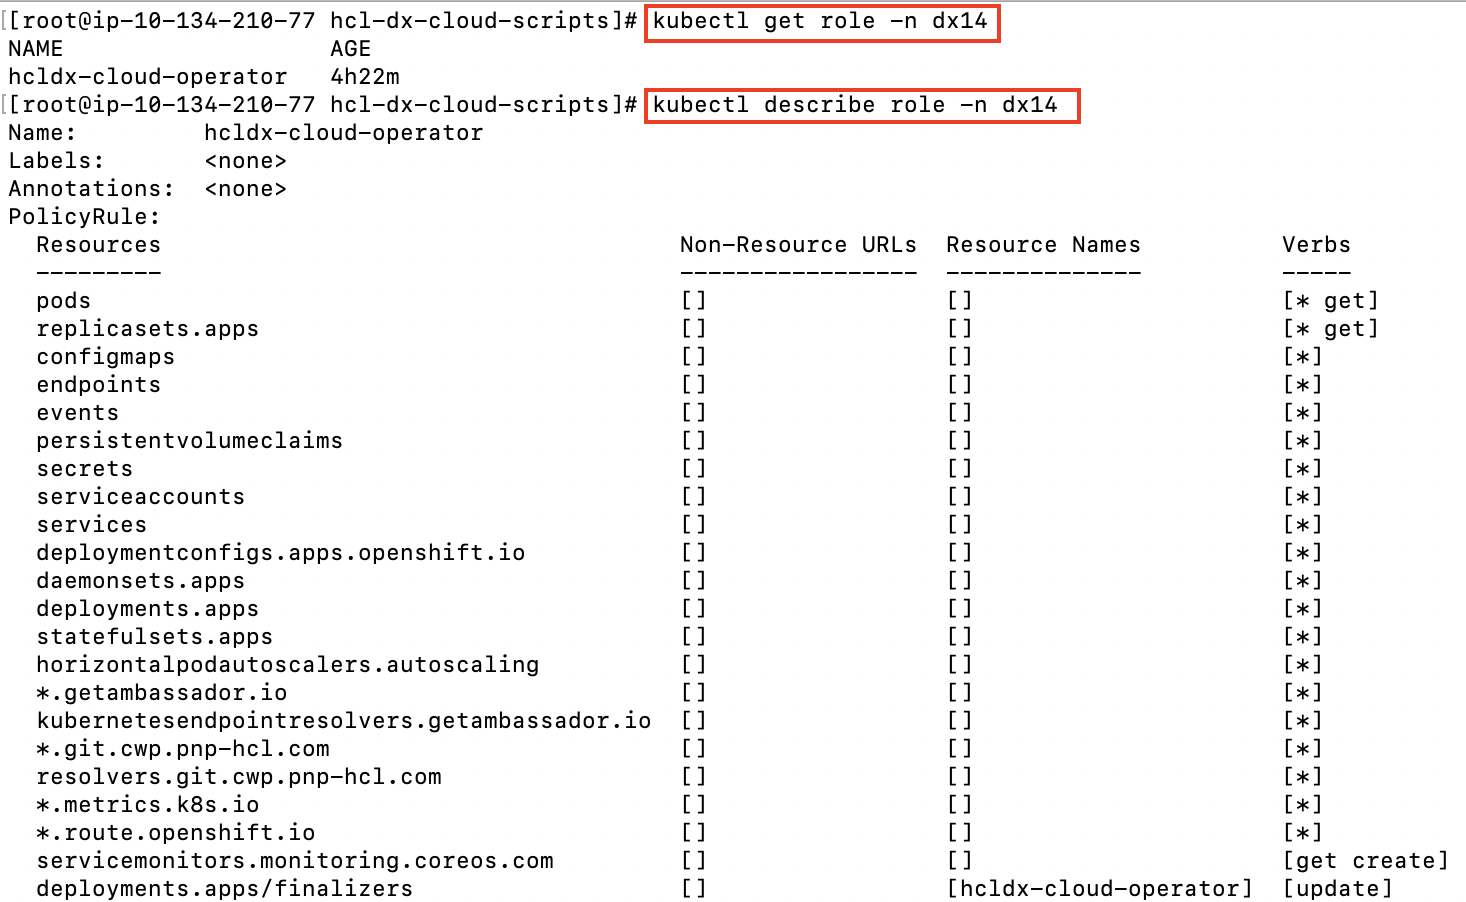 [[root@ip-10-134-210-77 hcl-dx-cloud-scripts]# kubectl get role -n dx14
NAME                   AGE
hcldx-cloud-operator   4h22m
[[root@ip-10-134-210-77 hcl-dx-cloud-scripts]# kubectl describe role -n dx14
Name:         hcldx-cloud-operator
Labels:       <none>
Annotations:  <none>
PolicyRule:
  Resources                                     Non-Resource URLs  Resource Names          Verbs
  ---------                                     -----------------  --------------          -----
  pods                                          []                 []                      [* get]
  replicasets.apps                              []                 []                      [* get]
  configmaps                                    []                 []                      [*]
  endpoints                                     []                 []                      [*]
  events                                        []                 []                      [*]
  persistentvolumeclaims                        []                 []                      [*]
  secrets                                       []                 []                      [*]
  serviceaccounts                               []                 []                      [*]
  services                                      []                 []                      [*]
  deploymentconfigs.apps.openshift.io           []                 []                      [*]
  daemonsets.apps                               []                 []                      [*]
  deployments.apps                              []                 []                      [*]
  statefulsets.apps                             []                 []                      [*]
  horizontalpodautoscalers.autoscaling          []                 []                      [*]
  *.getambassador.io                            []                 []                      [*]
  kubernetesendpointresolvers.getambassador.io  []                 []                      [*]
  *.git.cwp.pnp-hcl.com                         []                 []                      [*]
  resolvers.git.cwp.pnp-hcl.com                 []                 []                      [*]
  *.metrics.k8s.io                              []                 []                      [*]
  *.route.openshift.io                          []                 []                      [*]
  servicemonitors.monitoring.coreos.com         []                 []                      [get create]
  deployments.apps/finalizers                   []                 [hcldx-cloud-operator]  [update]